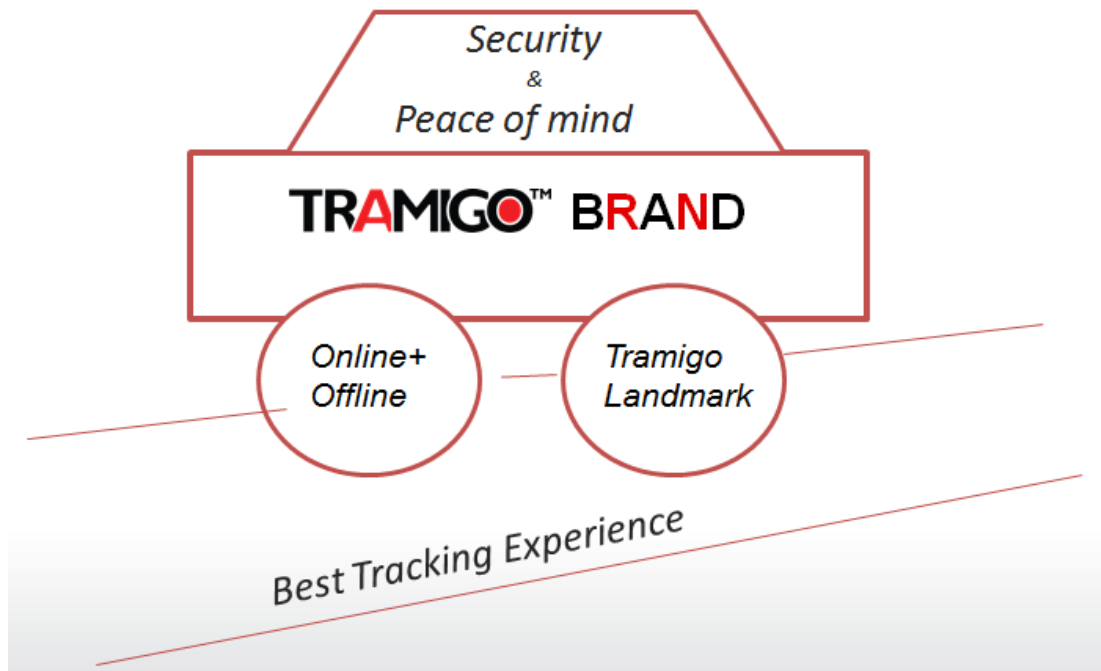 Security
&
Peace of mind
TRAMIGO™ BRAND
Online+
Offline
Tramigo
Landmark
Best Tracking Experience